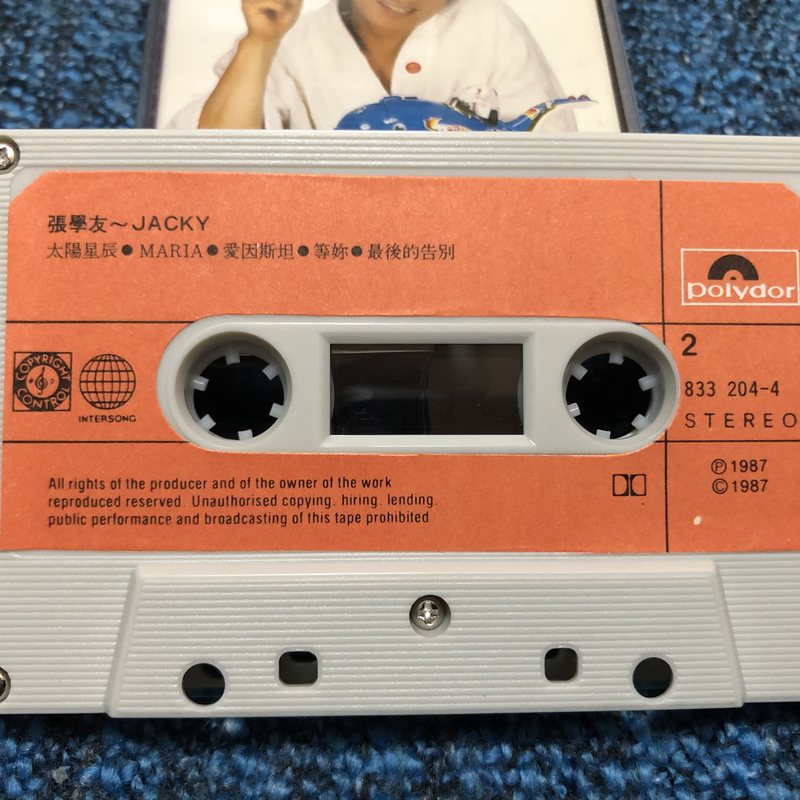 張學友～JACKY
太陽星辰●MARIA●愛因斯坦●等妳●最後的告別
polydor
2
COPYRIGHT CONTROL
INTERSONG
833 204-4
STEREO
All rights of the producer and of the owner of the work
reproduced reserved. Unauthorised copying, hiring, lending,
public performance and broadcasting of this tape prohibited.
Ⓟ1987
©1987